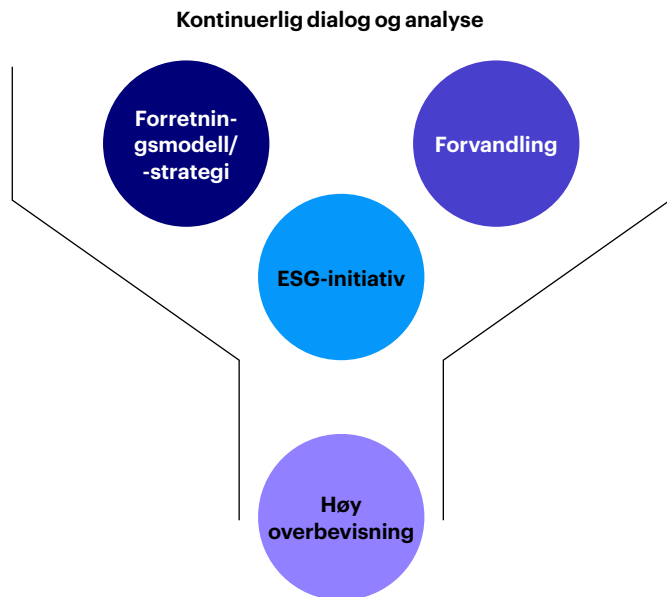 Kontinuerlig dialog og analyse
Forretnin-
gsmodell/
-strategi
Forvandling
ESG-initiativ
Høy
overbevisning